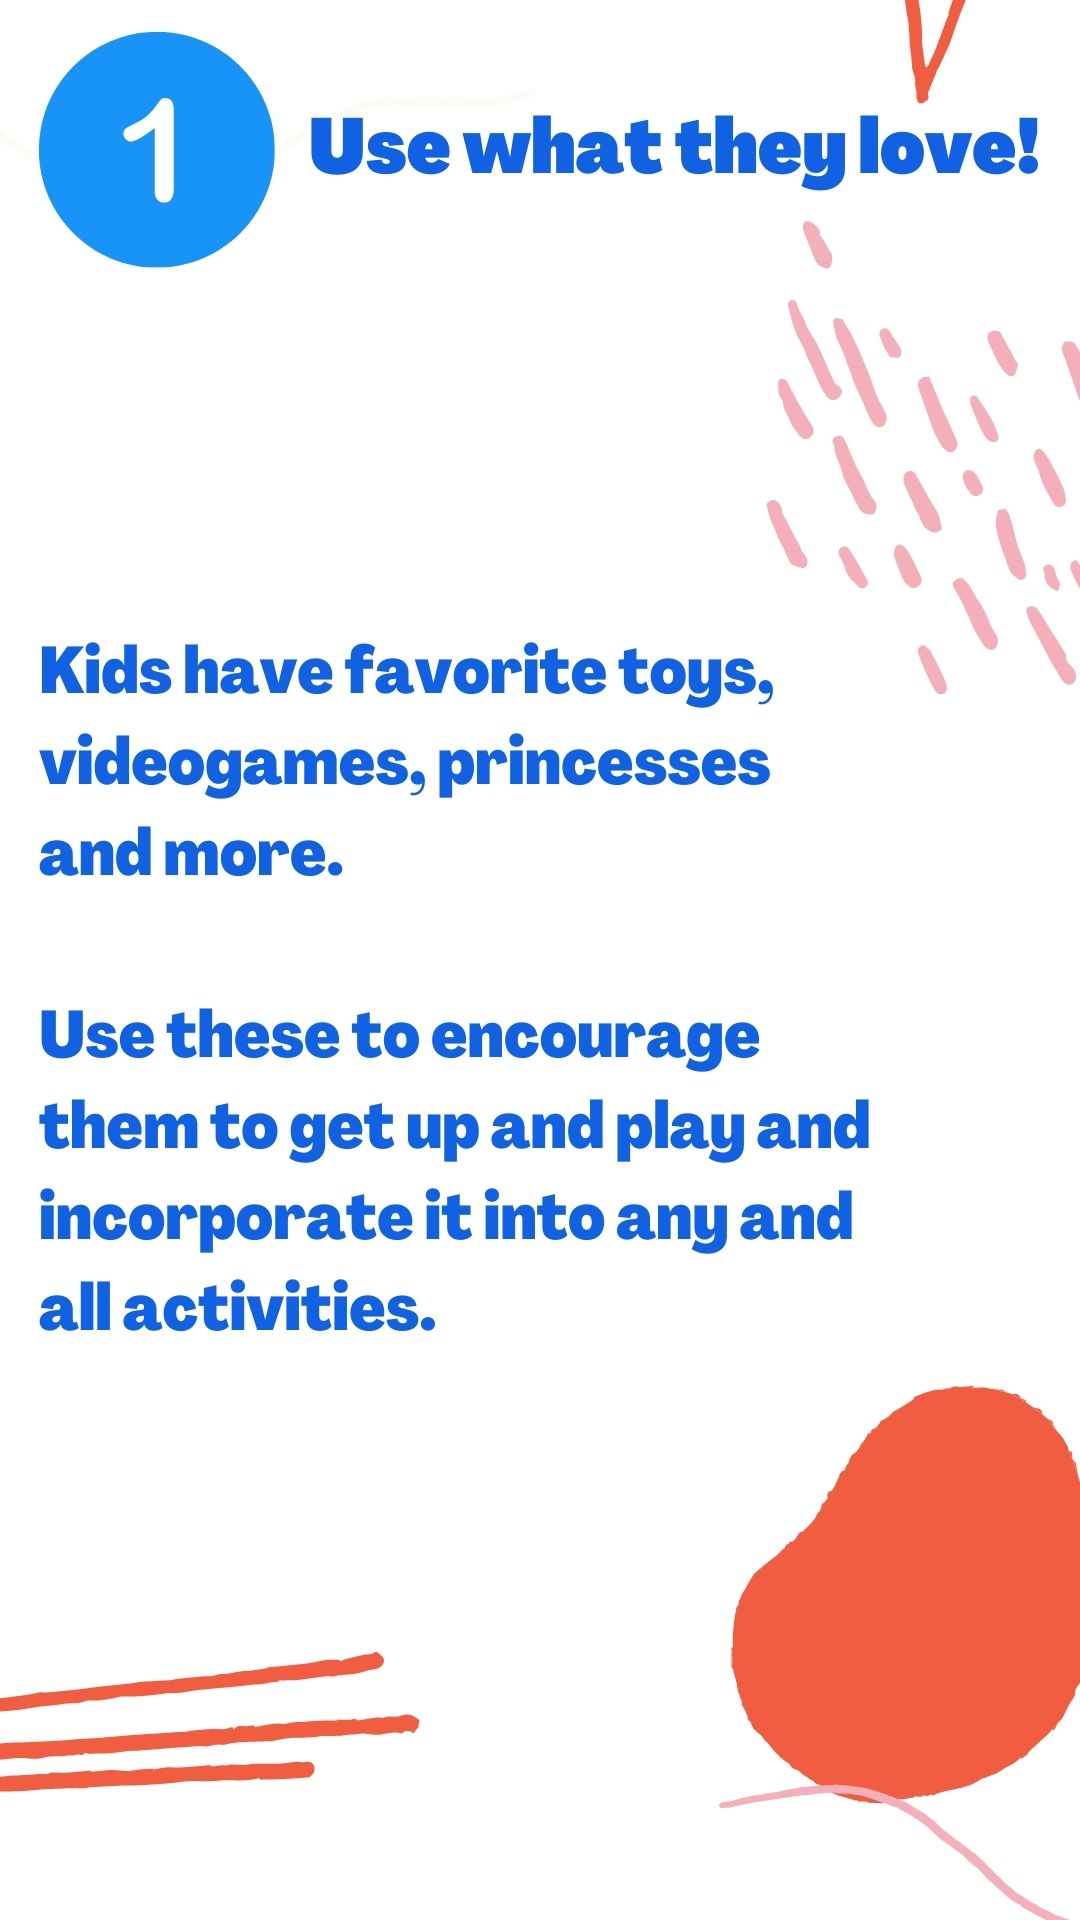 1
Use what they love!
Kids have favorite toys,
videogames, princesses
and more.
Use these to encourage
them to get up and play and
incorporate it into any and
all activities.